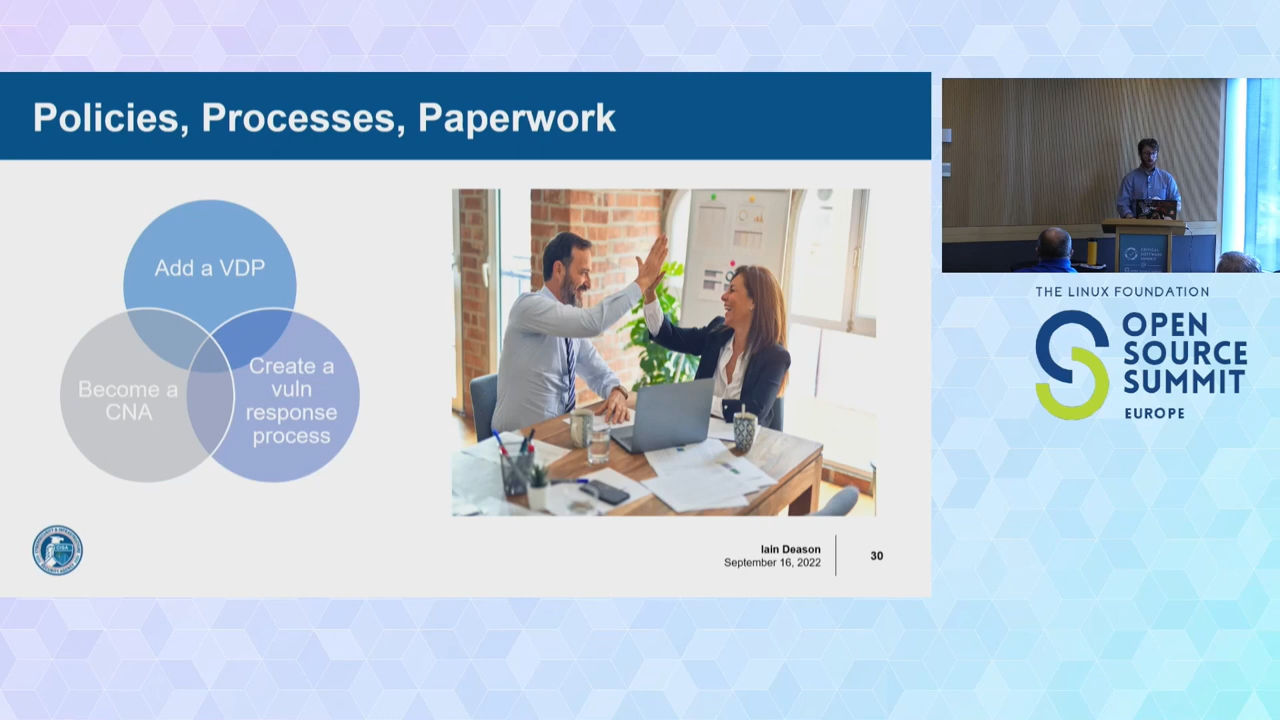 Policies, Processes, Paperwork
Add a VDP
Become a
CNA
Create a
vuln
response
process
Iain Deason
September 16, 2022
30
THE LINUX FOUNDATION
OPEN
SOURCE
SUMMIT
EUROPE